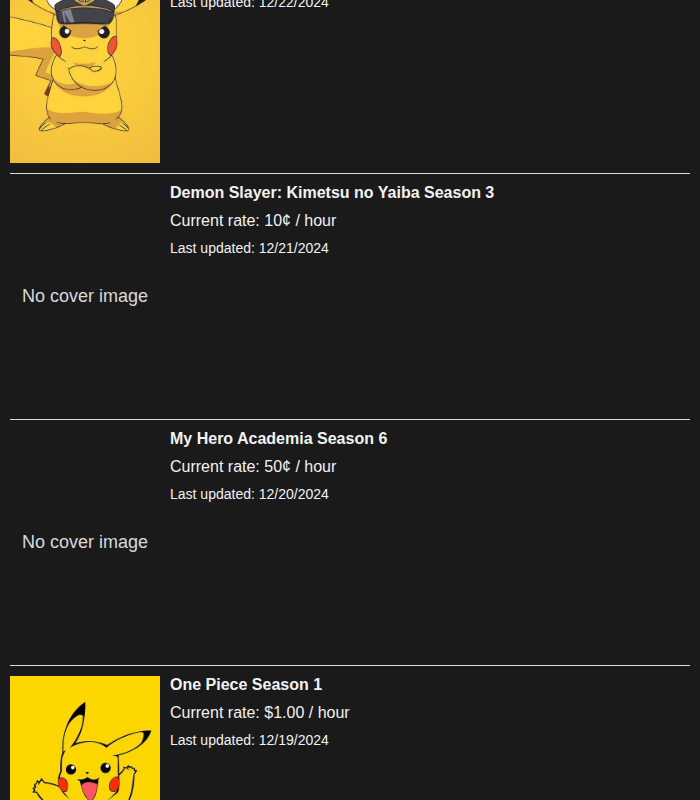 Last updated: 12/22/2024
Demon Slayer: Kimetsu no Yaiba Season 3
Current rate: 10¢ / hour
Last updated: 12/21/2024
No cover image
My Hero Academia Season 6
Current rate: 50¢ / hour
Last updated: 12/20/2024
No cover image
One Piece Season 1
Current rate: $1.00 / hour
Last updated: 12/19/2024